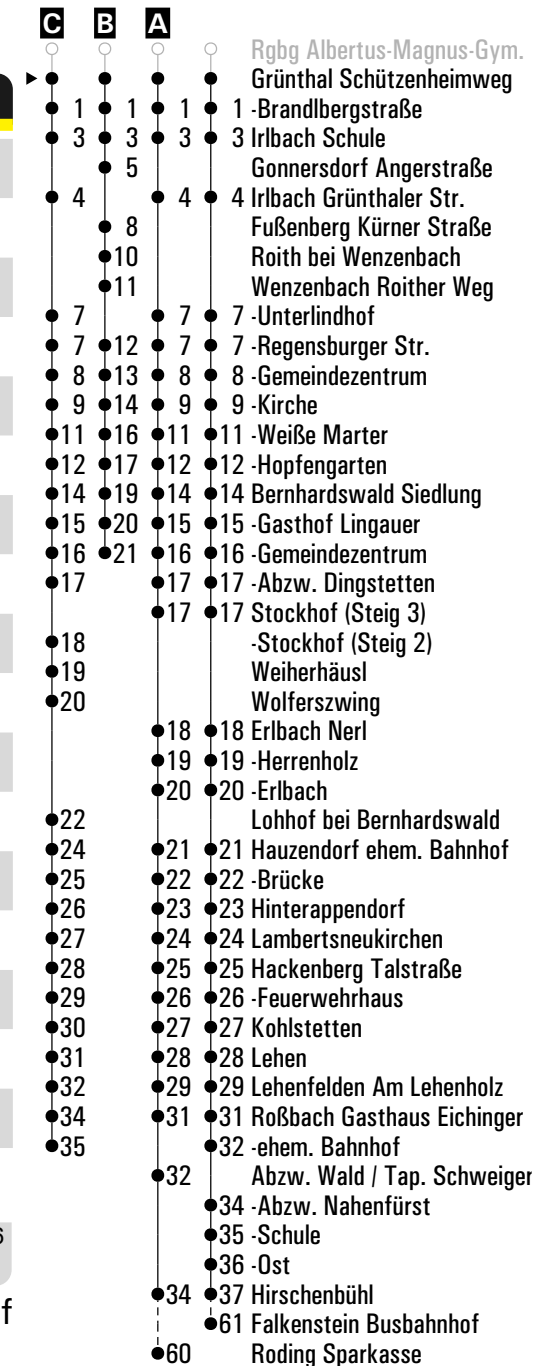 C B A
Rgbg Albertus-Magnus-Gym.
Grünthal Schützenheimweg
1 1 1 1 -Brandlbergstraße
3 3 3 3 Irlbach Schule
5 Gonnersdorf Angerstraße
4 4 4 Irlbach Grünthaler Str.
8 Fußenberg Kürner Straße
10 Roith bei Wenzenbach
11 Wenzenbach Roither Weg
7 7 7 -Unterlindhof
7 12 7 7 -Regensburger Str.
8 13 8 8 -Gemeindezentrum
9 14 9 9 -Kirche
11 16 11 11 -Weiße Marter
12 17 12 12 -Hopfengarten
14 19 14 14 Bernhardswald Siedlung
15 20 15 15 -Gasthof Lingauer
16 21 16 16 -Gemeindezentrum
17 17 17 -Abzw. Dingstetten
17 17 Stockhof (Steig 3)
18 -Stockhof (Steig 2)
19 Weiherhäusl
20 Wolferszwing
18 18 Erlbach Nerl
19 19 -Herrenholz
20 20 -Erlbach
22 Lohhof bei Bernhardswald
24 21 21 Hauzendorf ehem. Bahnhof
25 22 22 -Brücke
26 23 23 Hinterappendorf
27 24 24 Lambertsneukirchen
28 25 25 Hackenberg Talstraße
29 26 26 -Feuerwehrhaus
30 27 27 Kohlstetten
31 28 28 Lehen
32 29 29 Lehenfelden Am Lehenholz
34 31 31 Roßbach Gasthaus Eichinger
35 32 -ehem. Bahnhof
32 Abzw. Wald / Tap. Schweiger
34 -Abzw. Nahenfürst
35 -Schule
36 -Ost
34 37 Hirschenbühl
61 Falkenstein Busbahnhof
60 Roding Sparkasse